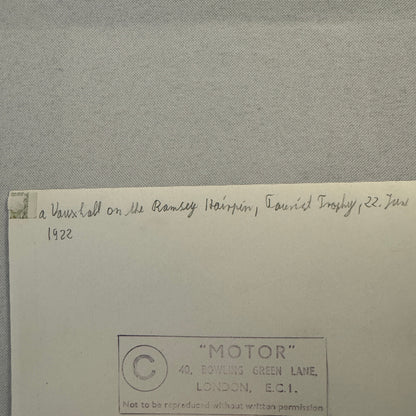 a Vauxhall on the Ramsey Hairpin, Tourist Trophy, 22. June
1922
©
"MOTOR"
40, BOWLING GREEN LANE,
LONDON, E.C.1.
Not to be reproduced without written permission